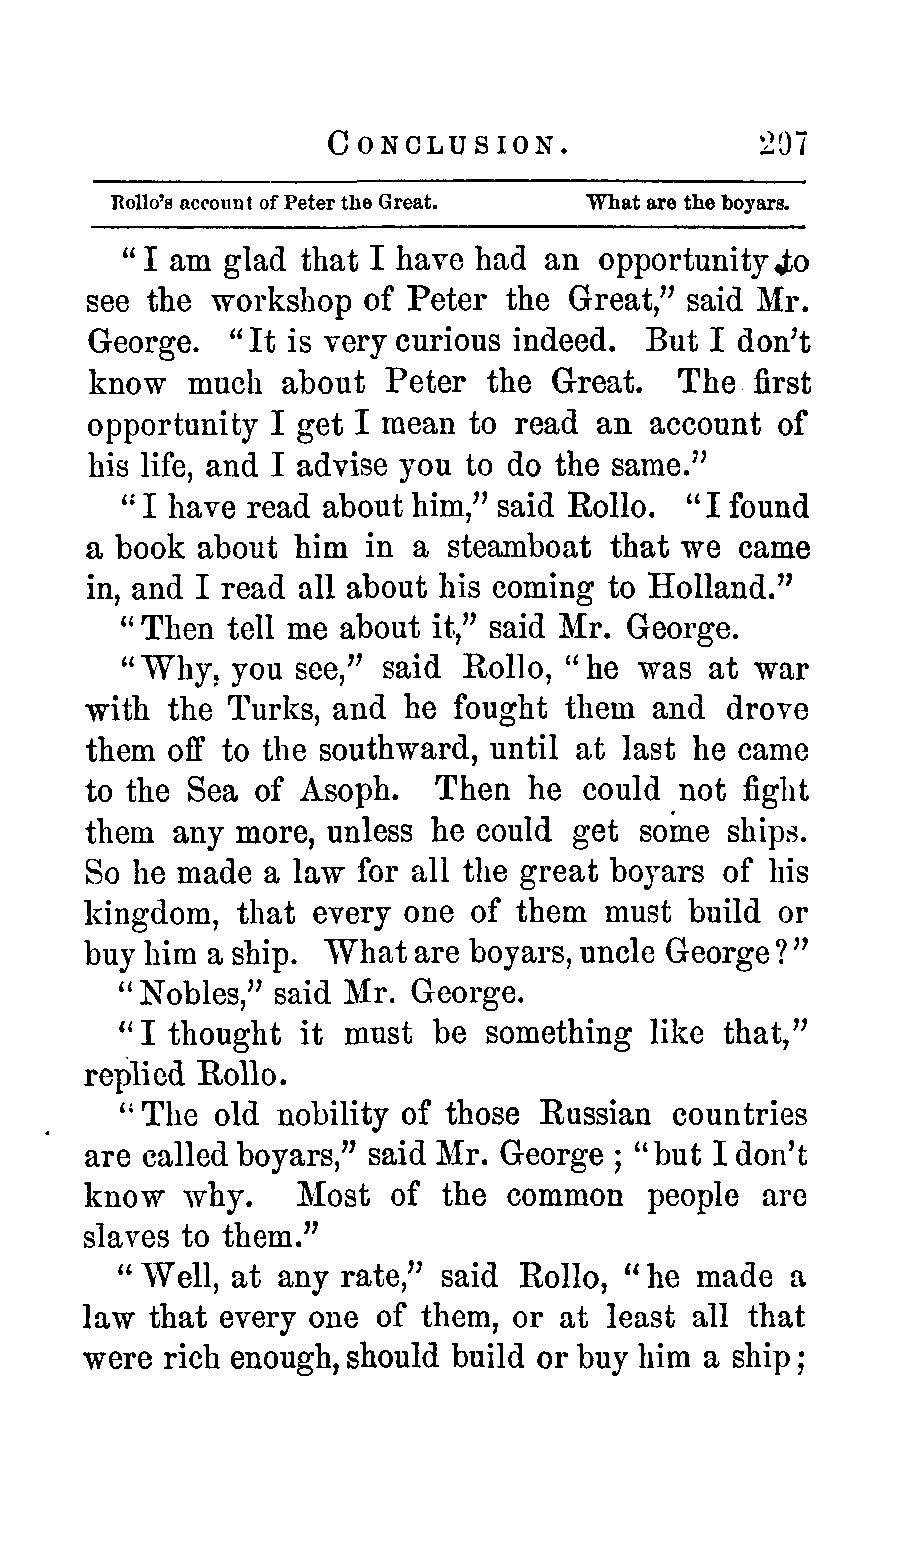 CONCLUSION. 207
Rollo's account of Peter the Great. What are the boyars.
"I am glad that I have had an opportunity to
see the workshop of Peter the Great," said Mr.
George. "It is very curious indeed. But I don't
know much about Peter the Great. The first
opportunity I get I mean to read an account of
his life, and I advise you to do the same."
"I have read about him," said Rollo. "I found
a book about him in a steamboat that we came
in, and I read all about his coming to Holland."
"Then tell me about it," said Mr. George.
"Why, you see," said Rollo, "he was at war
with the Turks, and he fought them and drove
them off to the southward, until at last he came
to the Sea of Asoph. Then he could not fight
them any more, unless he could get some ships.
So he made a law for all the great boyars of his
kingdom, that every one of them must build or
buy him a ship. What are boyars, uncle George?"
"Nobles," said Mr. George.
"I thought it must be something like that,"
replied Rollo.
"The old nobility of those Russian countries
are called boyars," said Mr. George; "but I don't
know why. Most of the common people are
slaves to them."
"Well, at any rate," said Rollo, "he made a
law that every one of them, or at least all that
were rich enough, should build or buy him a ship;